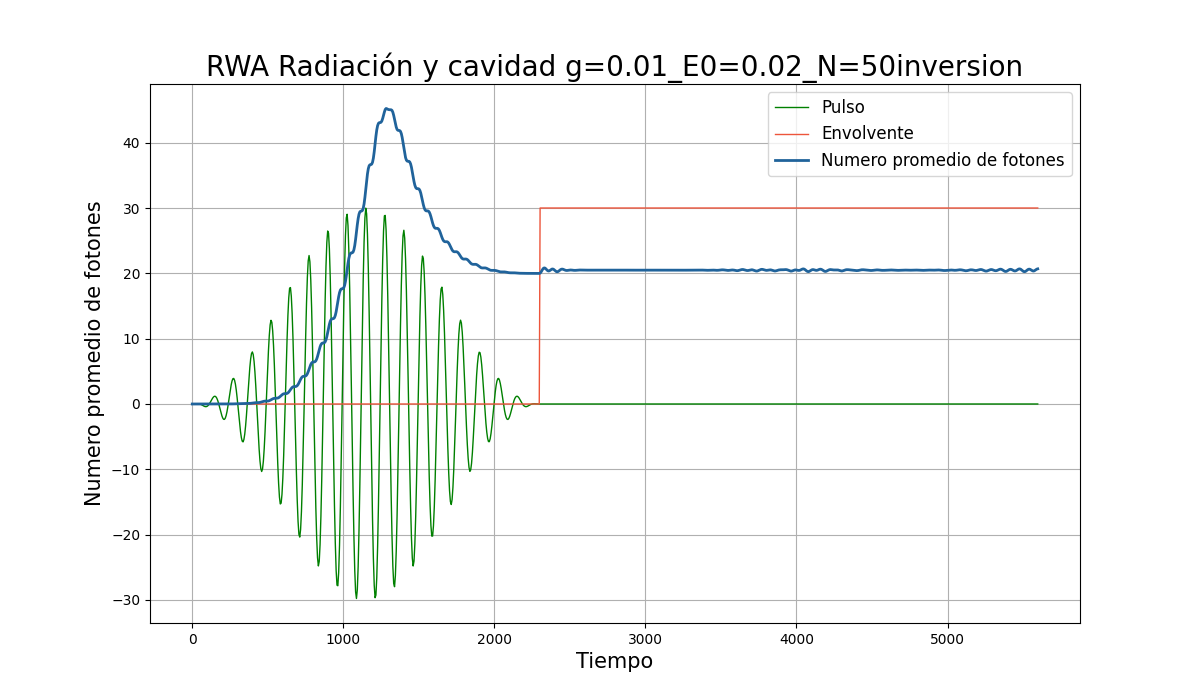 RWA Radiación y cavidad g=0.01_E0=0.02_N=50inversion
Pulso
Envolvente
Numero promedio de fotones
Numero promedio de fotones
40
30
20
10
0
−10
−20
−30
0 1000 2000 3000 4000 5000
Tiempo